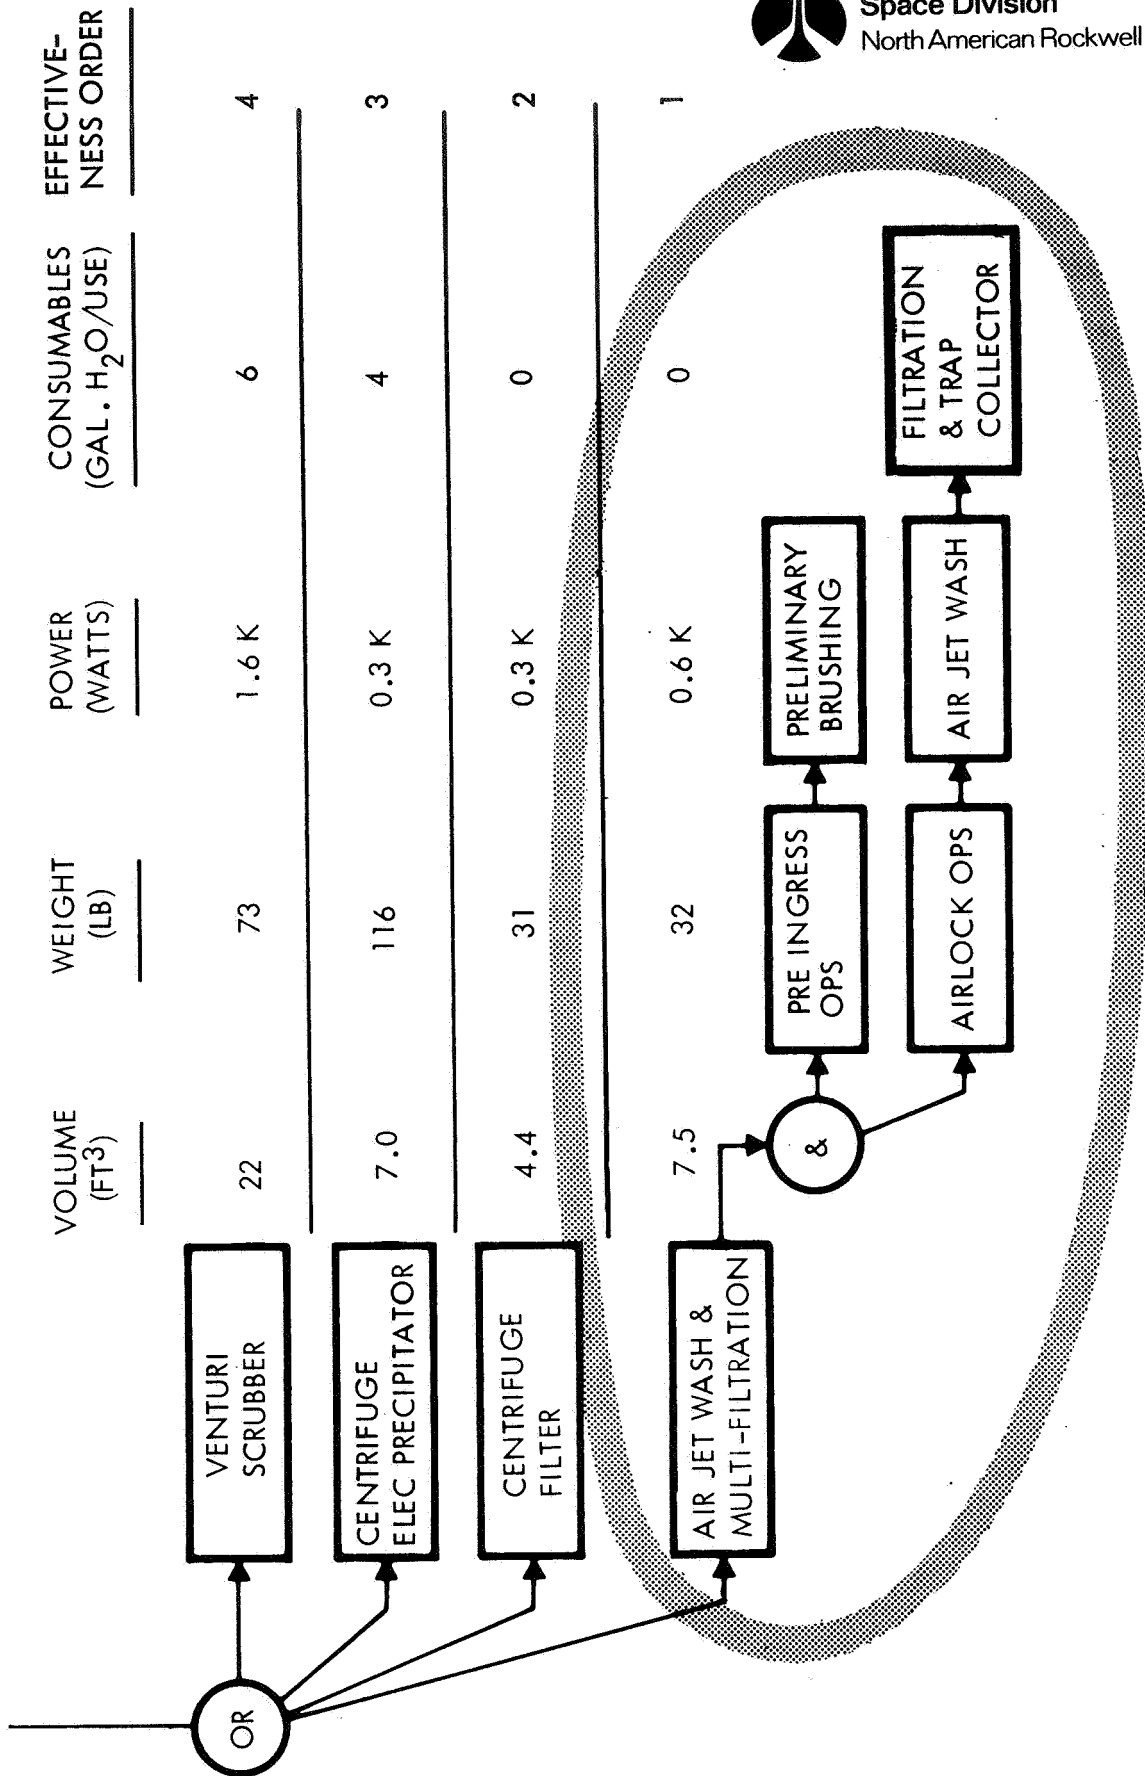 Space Division
North American Rockwell
VOLUME
(FT3)
WEIGHT
(LB)
POWER
(WATTS)
CONSUMABLES
(GAL. H2O/USE)
EFFECTIVE-
NESS ORDER
OR
VENTURI
SCRUBBER
22
73
1.6 K
6
4
CENTRIFUGE
ELEC PRECIPITATOR
7.0
116
0.3 K
4
3
CENTRIFUGE
FILTER
4.4
31
0.3 K
0
2
AIR JET WASH &
MULTI-FILTRATION
7.5
32
0.6 K
0
1
&
PRE INGRESS
OPS
PRELIMINARY
BRUSHING
AIRLOCK OPS
AIR JET WASH
FILTRATION
& TRAP
COLLECTOR